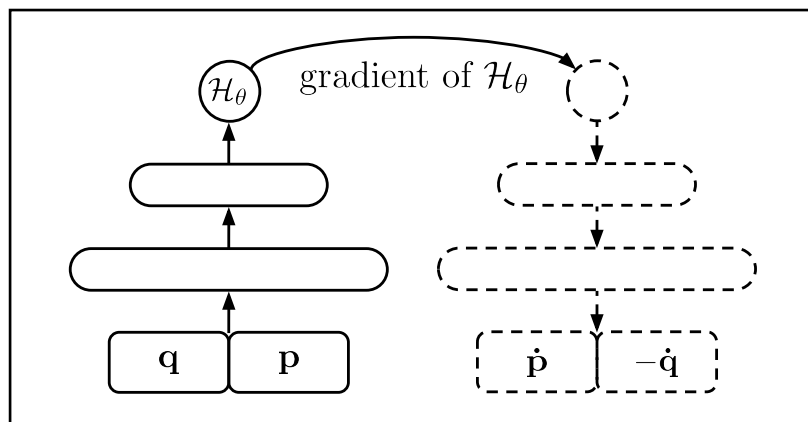 ℋ_θ
gradient of ℋ_θ
q p
ṗ −q̇